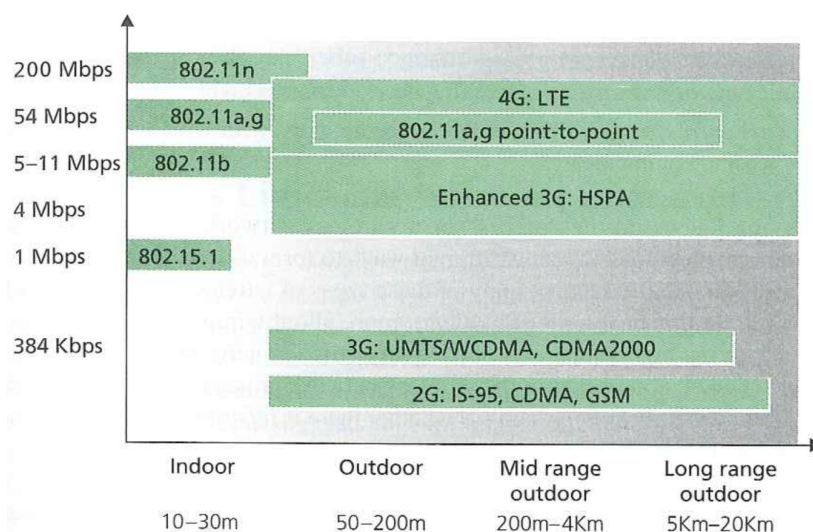 200 Mbps
802.11n
4G: LTE
54 Mbps
802.11a,g
802.11a,g point-to-point
5–11 Mbps
802.11b
Enhanced 3G: HSPA
4 Mbps
1 Mbps
802.15.1
384 Kbps
3G: UMTS/WCDMA, CDMA2000
2G: IS-95, CDMA, GSM
Indoor
Outdoor
Mid range
outdoor
Long range
outdoor
10–30m
50–200m
200m–4Km
5Km–20Km